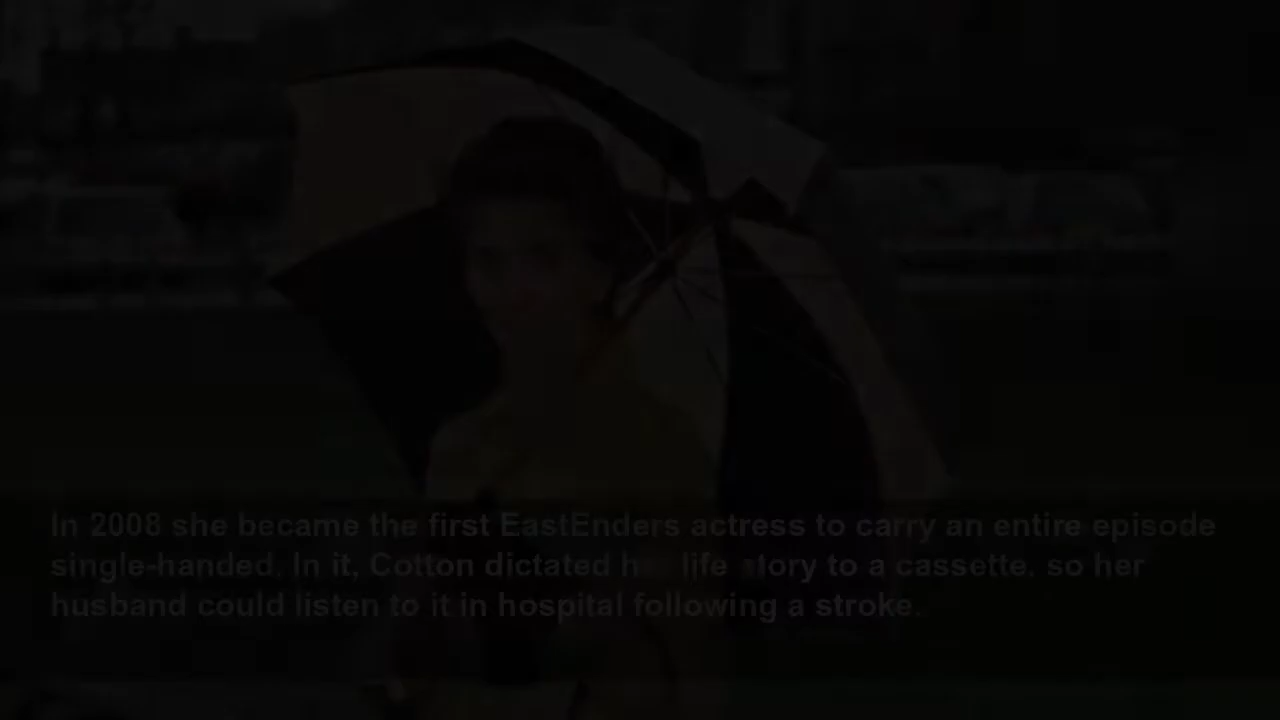 In 2008 she became the first EastEnders actress to carry an entire episode
single-handed. In it, Cotton dictated life story to a cassette. so her
husband could listen to it in hospital following a stroke.